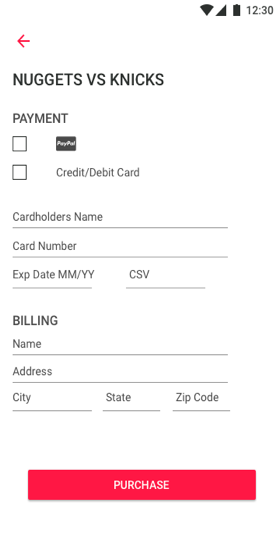 12:30
NUGGETS VS KNICKS
PAYMENT
PayPal
Credit/Debit Card
Cardholders Name
Card Number
Exp Date MM/YY CSV
BILLING
Name
Address
City State Zip Code
PURCHASE